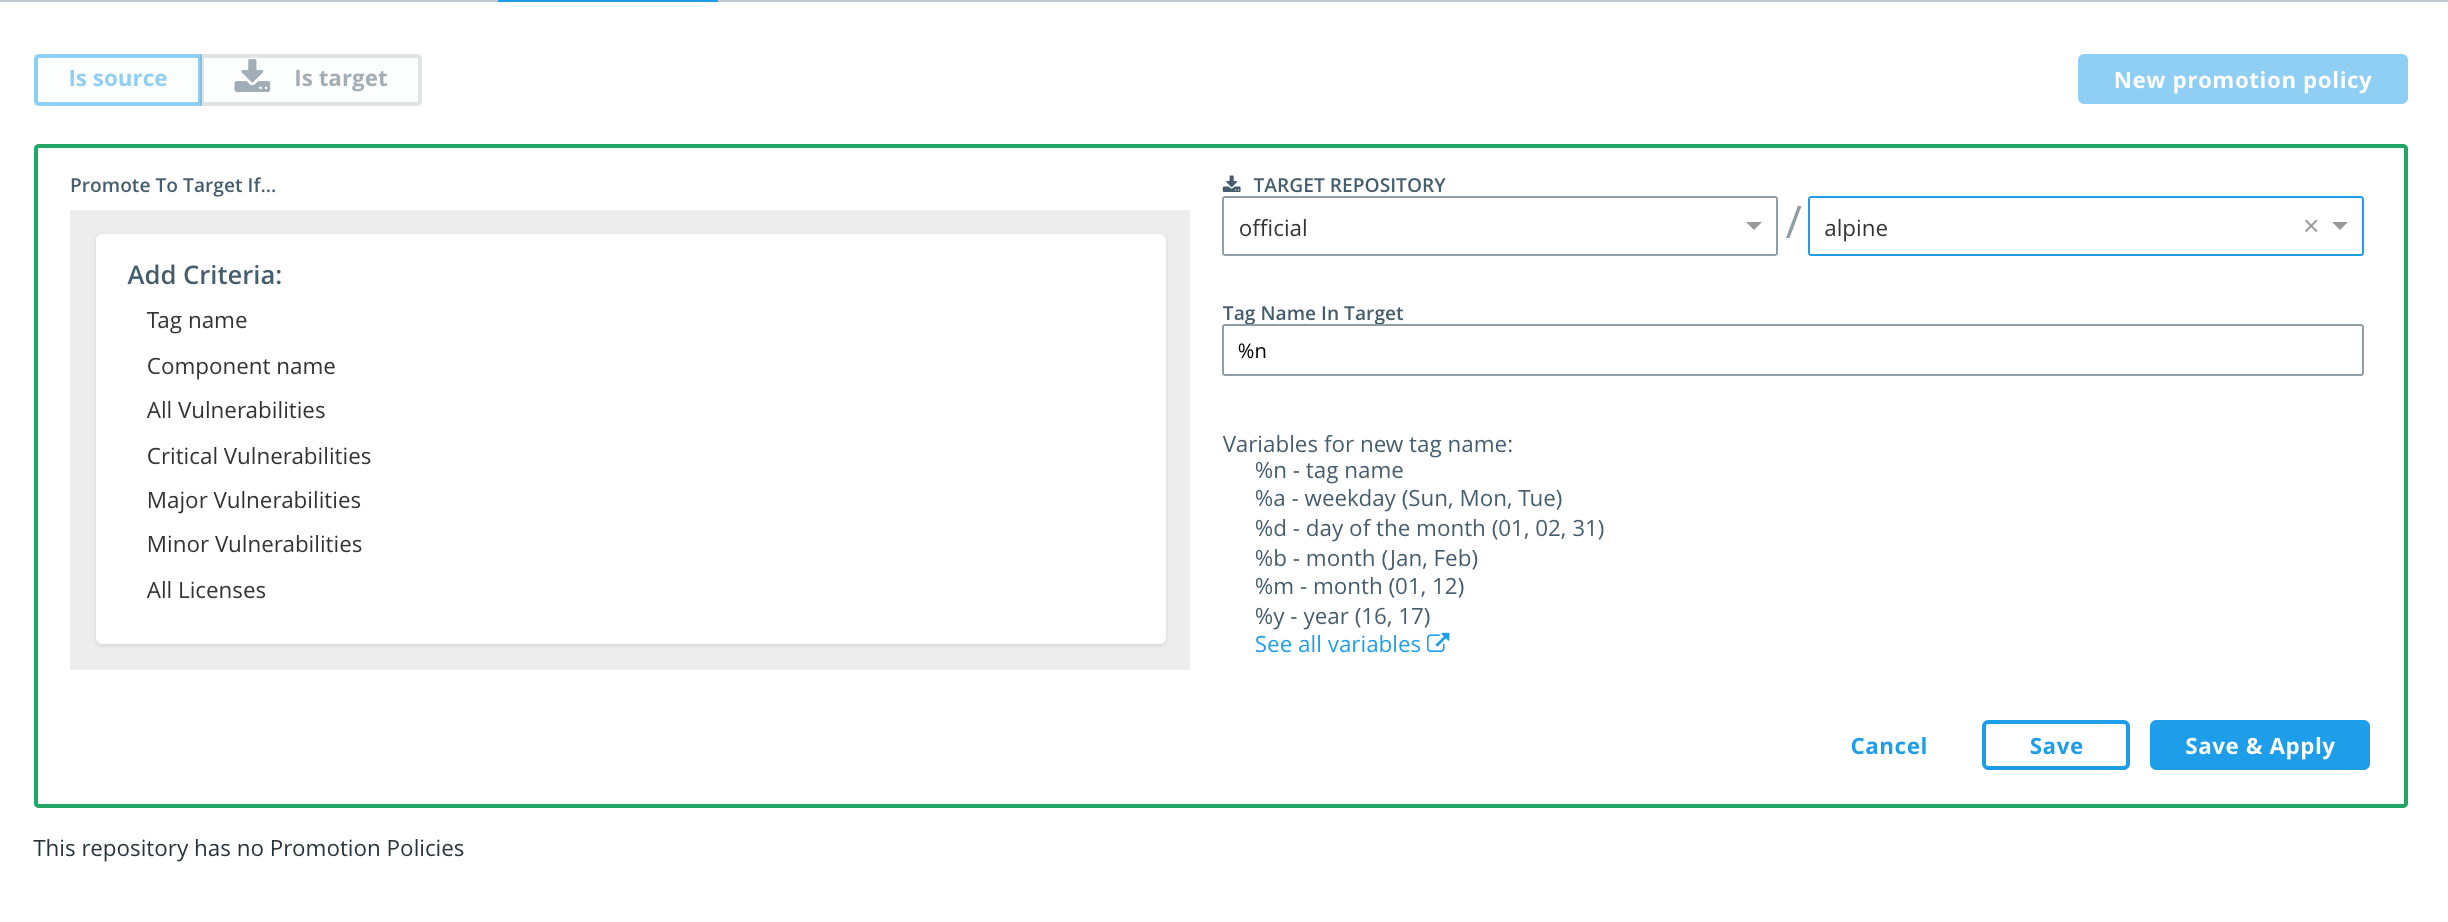 Is source
Is target
New promotion policy
Promote To Target If...
Add Criteria:
Tag name
Component name
All Vulnerabilities
Critical Vulnerabilities
Major Vulnerabilities
Minor Vulnerabilities
All Licenses
TARGET REPOSITORY
official / alpine ×
Tag Name In Target
%n
Variables for new tag name:
%n - tag name
%a - weekday (Sun, Mon, Tue)
%d - day of the month (01, 02, 31)
%b - month (Jan, Feb)
%m - month (01, 12)
%y - year (16, 17)
See all variables
Cancel
Save
Save & Apply
This repository has no Promotion Policies